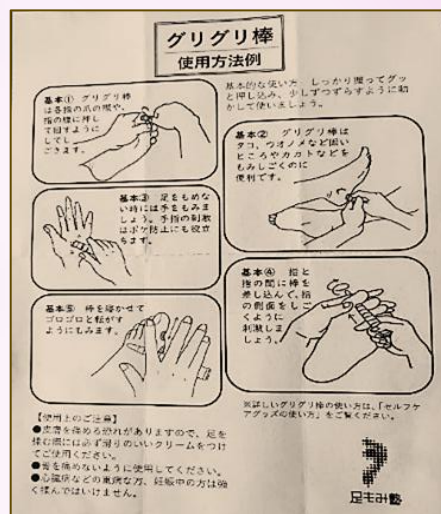 グリグリ棒
使用方法例
基本的な使い方 しっかり握ってグッ
と押し込み、少しずつずらすように動
かして使いましょう。
基本① グリグリ棒
は各指の爪の喫や、
指の腹に押し
て回すように
してし
ごきます。
基本② グリグリ棒は
タコ、ウオノメなど固い
ところやカカトなどを
もみしごくのに
便利です。
基本③ 足をもめな
い時には手をもみま
しょう。手指の刺激
はボケ防止にも役立
ちます。
基本④ 指と
指の間に棒を
差し込んで、指
の側面をしご
くように
刺激しま
しょう。
基本⑤ 棒を寝かせて
ゴロゴロと転がす
ようにもみます。
※詳しいグリグリ棒の使い方は、「セルフケ
アグッズの使い方」をご覧ください。
【使用上のご注意】
●皮膚を痛める恐れがありますので、足を
揉む際には必ず滑りのいいクリームをつけ
てご使用ください。
●骨を痛めないように使用してください。
●心臓病などの重病な方、妊娠中の方は強
く揉んではいけません。
足もみ塾